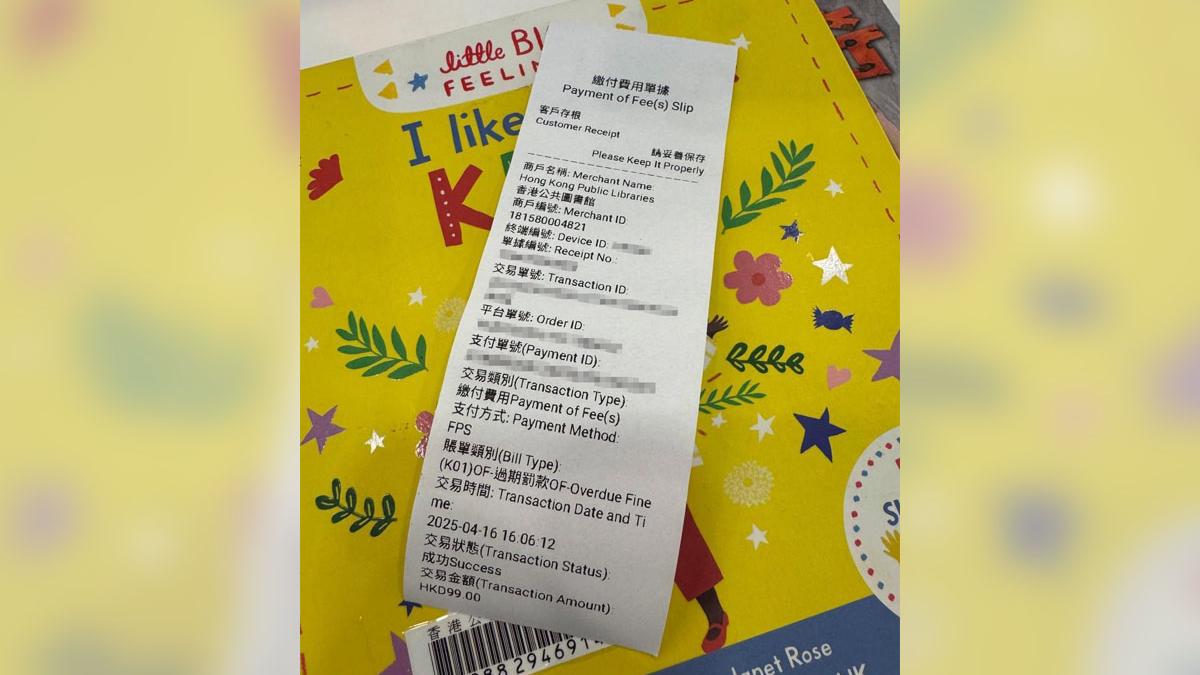 little BI
FEELIN
I like
K
繳付費用單據
Payment of Fee(s) Slip
客戶存根
Customer Receipt
請妥善保存
Please Keep It Properly
商戶名稱: Merchant Name:
Hong Kong Public Libraries
香港公共圖書館
商戶編號: Merchant ID:
181580004821
終端編號: Device ID:
單據編號: Receipt No.:
交易單號: Transaction ID:
平台單號: Order ID:
支付單號(Payment ID):
交易類別(Transaction Type):
繳付費用Payment of Fee(s)
支付方式: Payment Method:
FPS
賬單類別(Bill Type):
(K01)OF-過期罰款OF-Overdue Fine
交易時間: Transaction Date and Ti
me:
2025-04-16 16:06:12
交易狀態(Transaction Status):
成功Success
交易金額(Transaction Amount):
HKD99.00
香港
88294691
Janet Rose